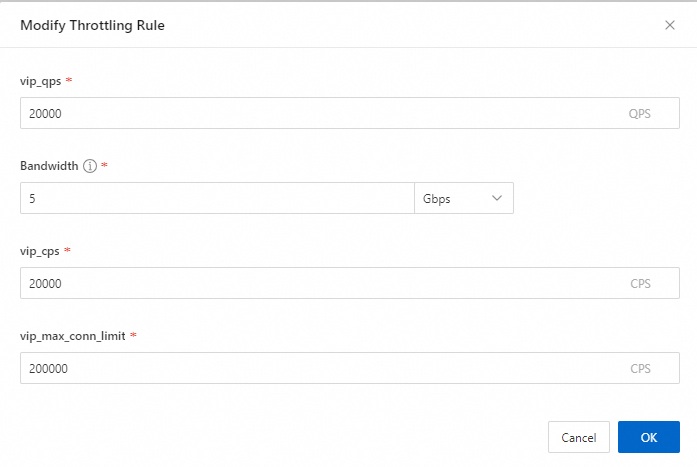 Modify Throttling Rule
vip_qps *
20000 QPS
Bandwidth *
5 Gbps
vip_cps *
20000 CPS
vip_max_conn_limit *
200000 CPS
Cancel OK